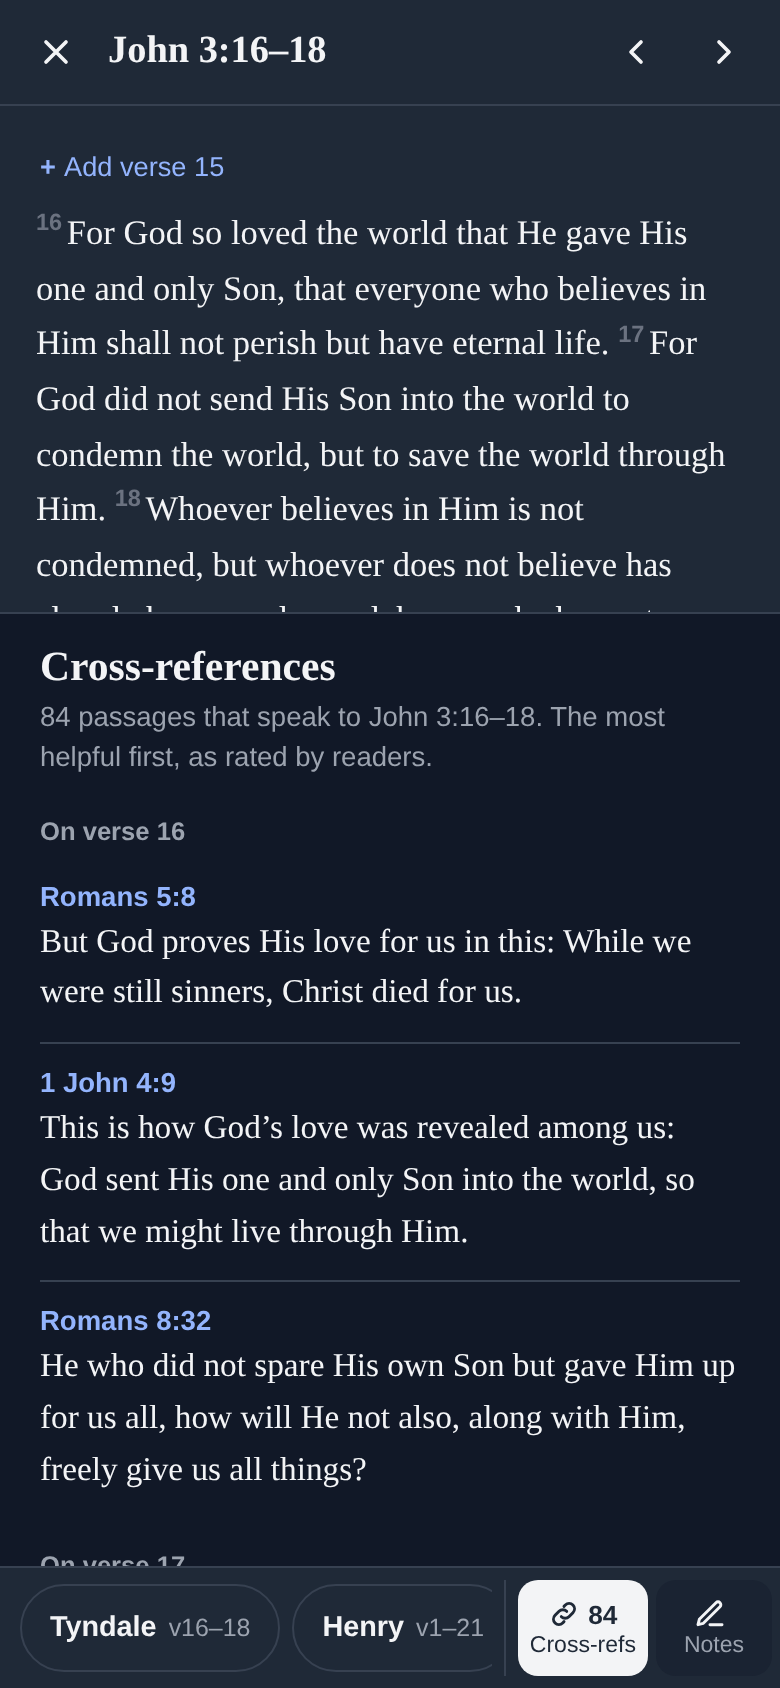 John 3:16–18
+ Add verse 15
16 For God so loved the world that He gave His
one and only Son, that everyone who believes in
Him shall not perish but have eternal life. 17 For
God did not send His Son into the world to
condemn the world, but to save the world through
Him. 18 Whoever believes in Him is not
condemned, but whoever does not believe has
Cross-references
84 passages that speak to John 3:16–18. The most
helpful first, as rated by readers.
On verse 16
Romans 5:8
But God proves His love for us in this: While we
were still sinners, Christ died for us.
1 John 4:9
This is how God’s love was revealed among us:
God sent His one and only Son into the world, so
that we might live through Him.
Romans 8:32
He who did not spare His own Son but gave Him up
for us all, how will He not also, along with Him,
freely give us all things?
On verse 17
Tyndale v16–18
Henry v1–21
84
Cross-refs
Notes